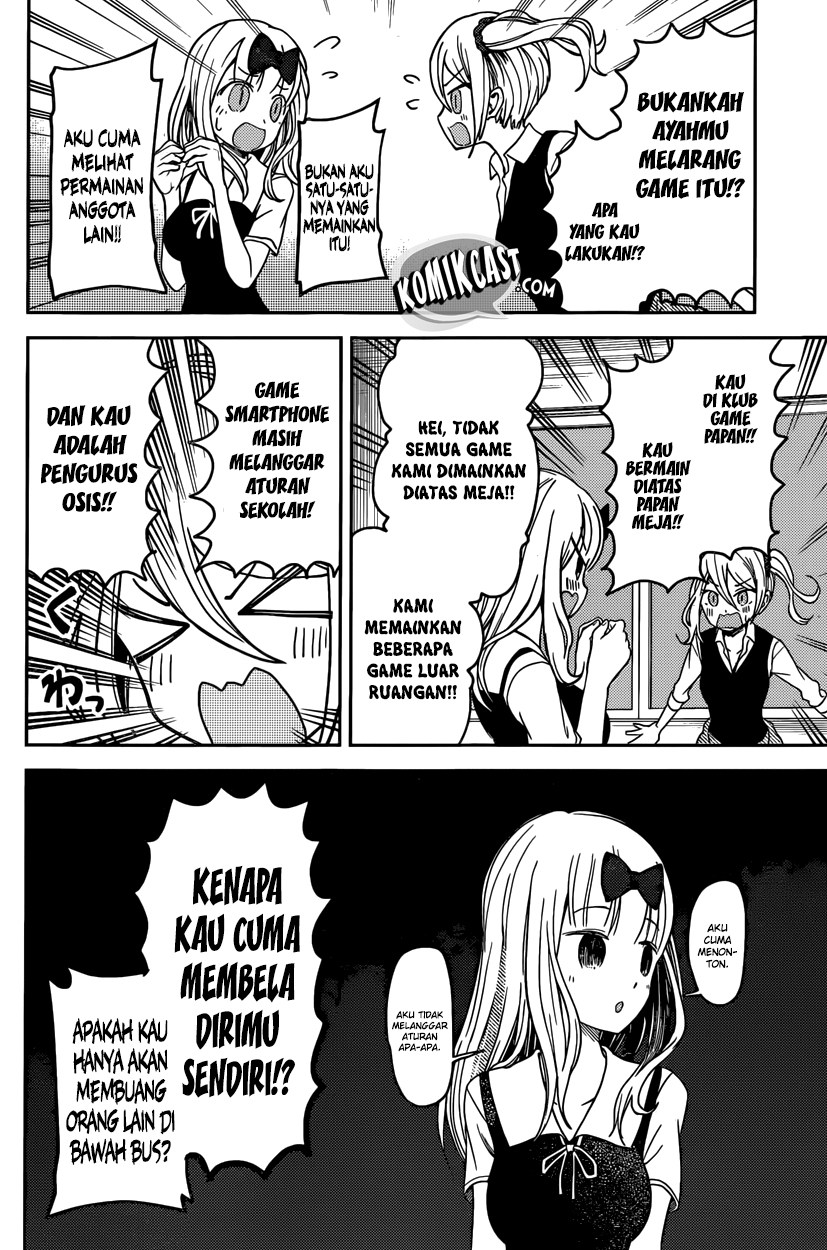 BUKANKAH
AYAHMU
MELARANG
GAME ITU!?
APA
YANG KAU
LAKUKAN!?
BUKAN AKU
SATU-SATU-
NYA YANG
MEMAINKAN
ITU!
AKU CUMA
MELIHAT
PERMAINAN
ANGGOTA
LAIN!!
KOMIKCAST
.COM
KAU
DI KLUB
GAME
PAPAN!!
KAU
BERMAIN
DIATAS
PAPAN
MEJA!!
HEI, TIDAK
SEMUA GAME
KAMI DIMAINKAN
DIATAS MEJA!!
KAMI
MEMAINKAN
BEBERAPA
GAME LUAR
RUANGAN!!
GAME
SMARTPHONE
MASIH
MELANGGAR
ATURAN
SEKOLAH!
DAN KAU
ADALAH
PENGURUS
OSIS!!
くわっ
AKU
CUMA
MENON-
TON.
AKU TIDAK
MELANGGAR
ATURAN
APA-APA.
KENAPA
KAU CUMA
MEMBELA
DIRIMU
SENDIRI!?
APAKAH KAU
HANYA AKAN
MEMBUANG
ORANG LAIN DI
BAWAH BUS?